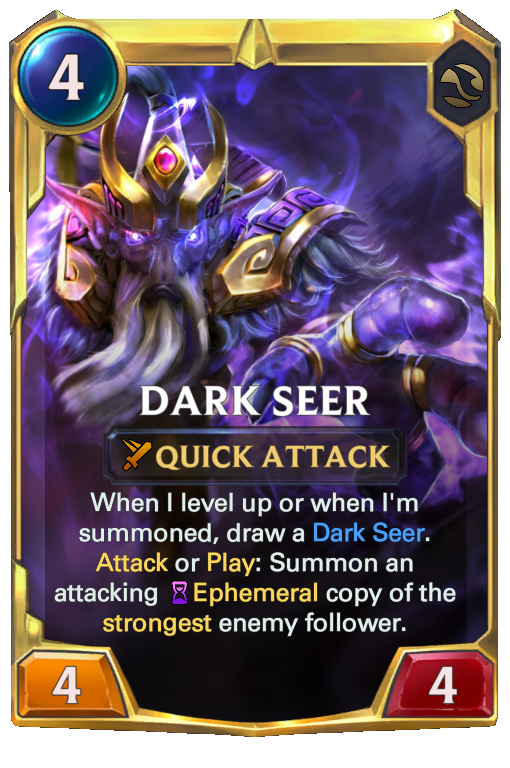 4
DARK SEER
QUICK ATTACK
When I level up or when I'm
summoned, draw a Dark Seer.
Attack or Play: Summon an
attacking Ephemeral copy of the
strongest enemy follower.
4
4